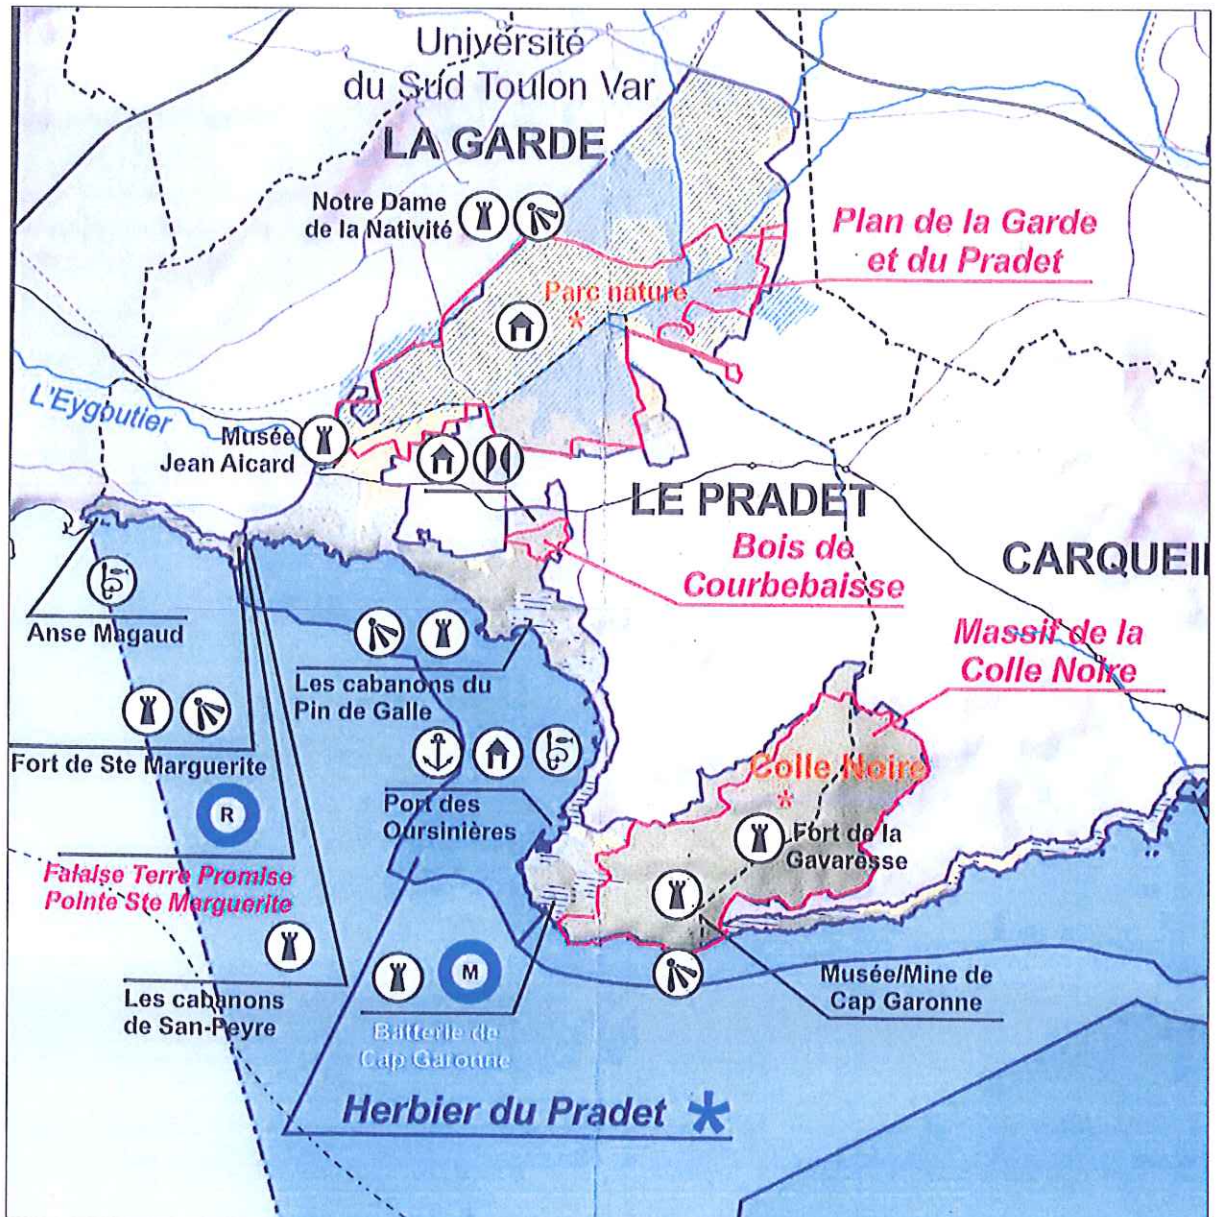 Université
du Sud Toulon Var
LA GARDE
Notre Dame
de la Nativité
Plan de la Garde
et du Pradet
Parc nature
*
L'Eygoutier
Musée
Jean Aicard
LE PRADET
Bois de
Courbebaisse
CARQUEI
Anse Magaud
Massif de la
Colle Noire
Les cabanons du
Pin de Galle
Fort de Ste Marguerite
Colle Noire
*
Port des
Oursinières
R
Fort de la
Gavaresse
Falaise Terre Promise
Pointe Ste Marguerite
M
Musée/Mine de
Cap Garonne
Les cabanons
de San-Peyre
Batterie de
Cap Garonne
Herbier du Pradet *